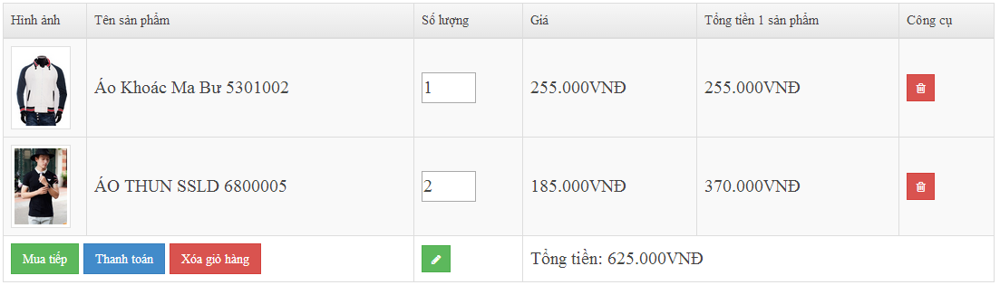 Hình ảnh Tên sản phẩm Số lượng Giá Tổng tiền 1 sản phẩm Công cụ
Áo Khoác Ma Bư 5301002 1 255.000VNĐ 255.000VNĐ
ÁO THUN SSLD 6800005 2 185.000VNĐ 370.000VNĐ
Mua tiếp Thanh toán Xóa giỏ hàng Tổng tiền: 625.000VNĐ